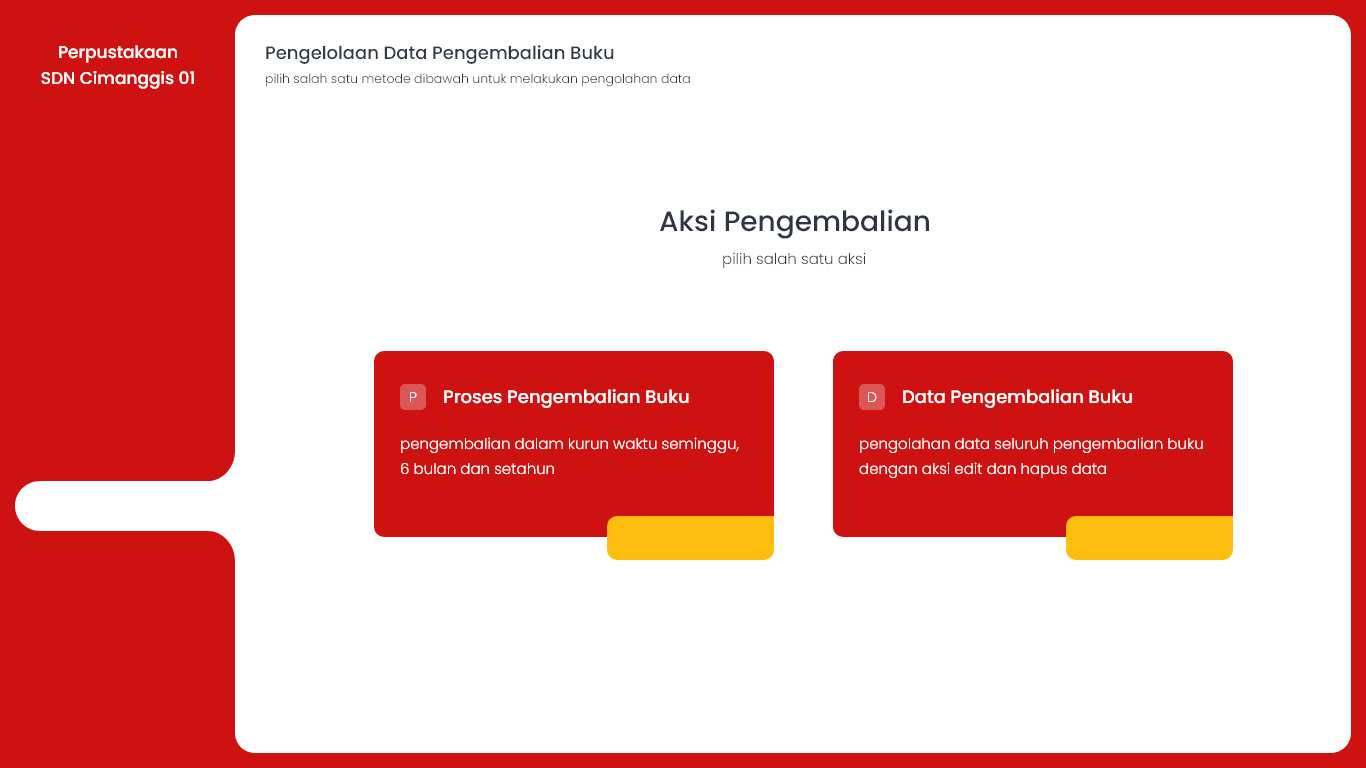 Perpustakaan
SDN Cimanggis 01
Pengelolaan Data Pengembalian Buku
pilih salah satu metode dibawah untuk melakukan pengolahan data
Aksi Pengembalian
pilih salah satu aksi
P Proses Pengembalian Buku
pengembalian dalam kurun waktu seminggu,
6 bulan dan setahun
D Data Pengembalian Buku
pengolahan data seluruh pengembalian buku
dengan aksi edit dan hapus data